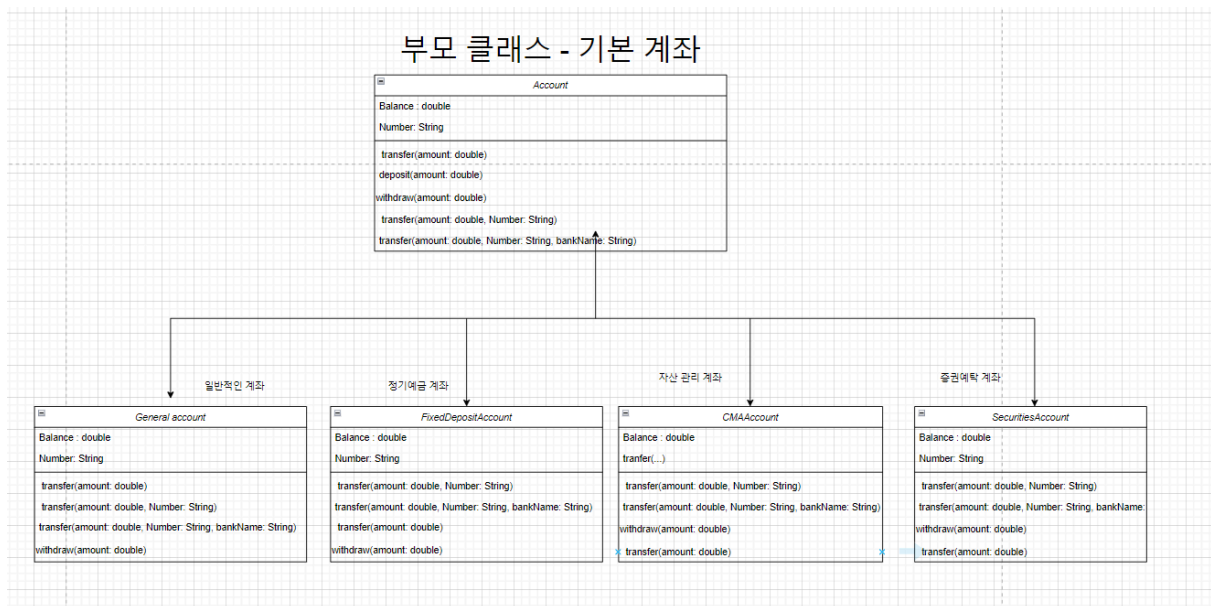 부모 클래스 - 기본 계좌
Account
Balance : double
Number: String
transfer(amount: double)
deposit(amount: double)
withdraw(amount: double)
transfer(amount: double, Number: String)
transfer(amount: double, Number: String, bankName: String)
일반적인 계좌
General account
Balance : double
Number: String
transfer(amount: double)
transfer(amount: double, Number: String)
transfer(amount: double, Number: String, bankName: String)
withdraw(amount: double)
정기예금 계좌
FixedDepositAccount
Balance : double
Number: String
transfer(amount: double, Number: String)
transfer(amount: double, Number: String, bankName: String)
transfer(amount: double)
withdraw(amount: double)
자산 관리 계좌
CMAAccount
Balance : double
tranfer(...)
transfer(amount: double, Number: String)
transfer(amount: double, Number: String, bankName: String)
withdraw(amount: double)
transfer(amount: double)
증권예탁 계좌
SecuritiesAccount
Balance : double
Number: String
transfer(amount: double, Number: String)
transfer(amount: double, Number: String, bankName:
withdraw(amount: double)
transfer(amount: double)